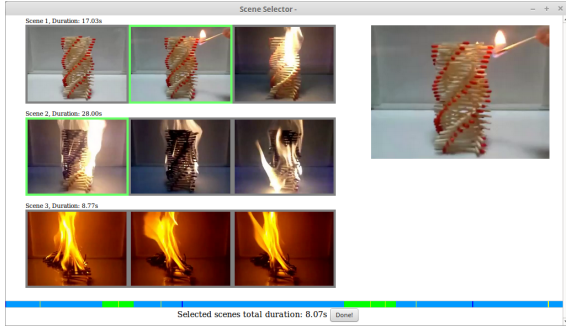 Scene Selector -
Scene 1, Duration: 17.03s
Scene 2, Duration: 28.00s
Scene 3, Duration: 8.77s
Selected scenes total duration: 8.07s Done!